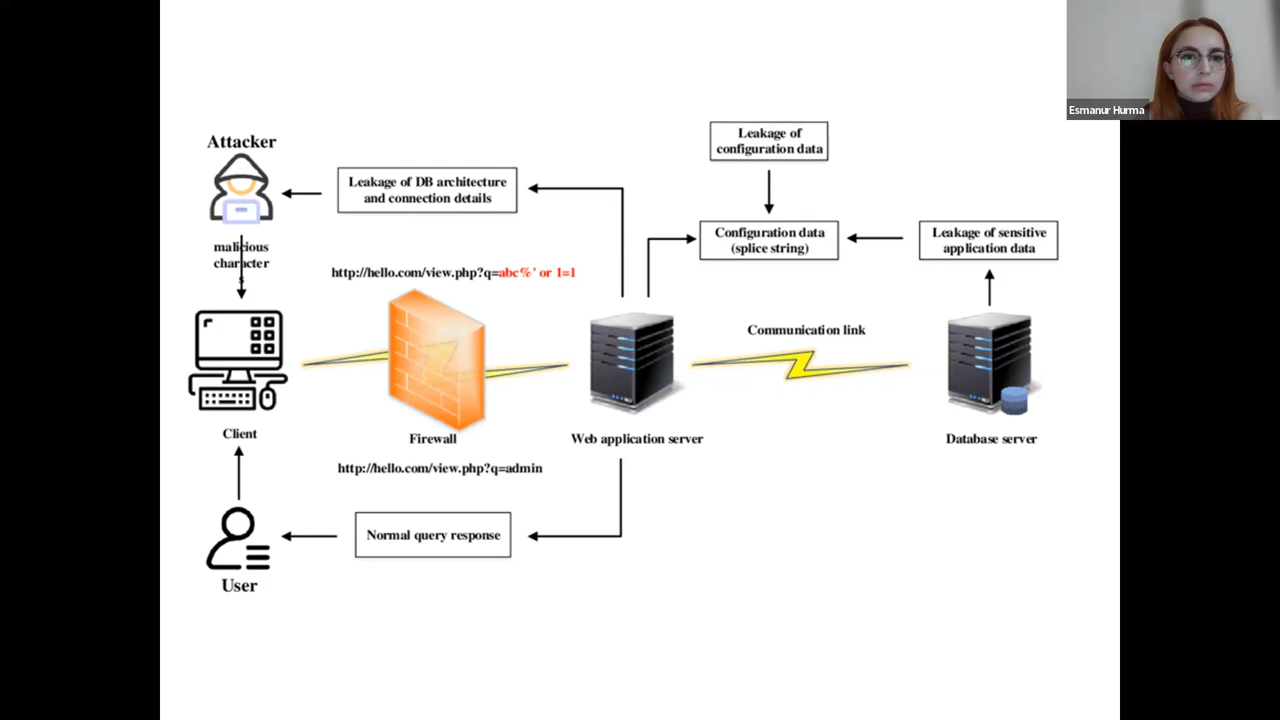 Esmanur Hurma
Attacker
Leakage of
configuration data
Leakage of DB architecture
and connection details
malicious
character
s
Configuration data
(splice string)
Leakage of sensitive
application data
http://hello.com/view.php?q=abc%' or 1=1
Communication link
Client
Firewall
Web application server
Database server
http://hello.com/view.php?q=admin
Normal query response
User